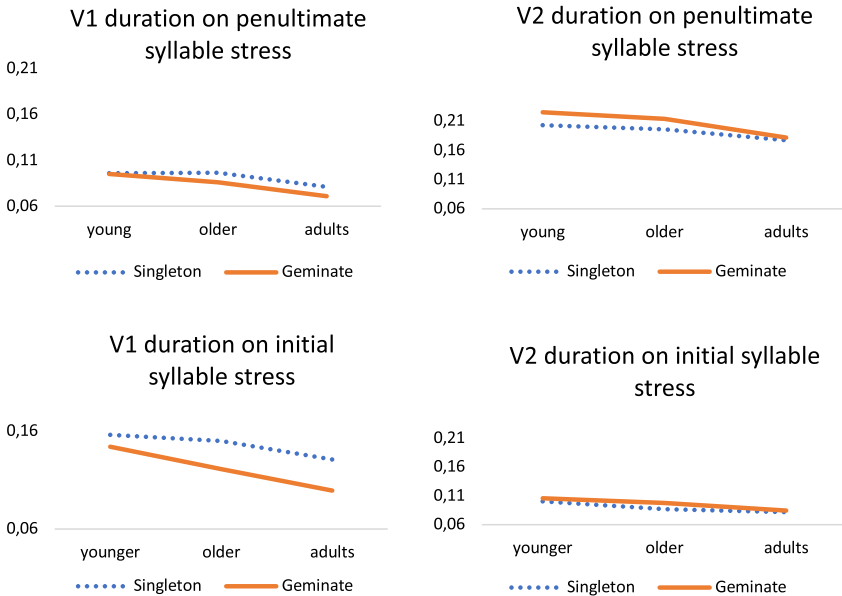 V1 duration on penultimate
syllable stress
0,21
0,16
0,11
0,06
young older adults
Singleton Geminate
V2 duration on penultimate
syllable stress
0,21
0,16
0,11
0,06
young older adults
Singleton Geminate
V1 duration on initial
syllable stress
0,16
0,06
younger older adults
Singleton Geminate
V2 duration on initial syllable
stress
0,21
0,16
0,11
0,06
younger older adults
Singleton Geminate